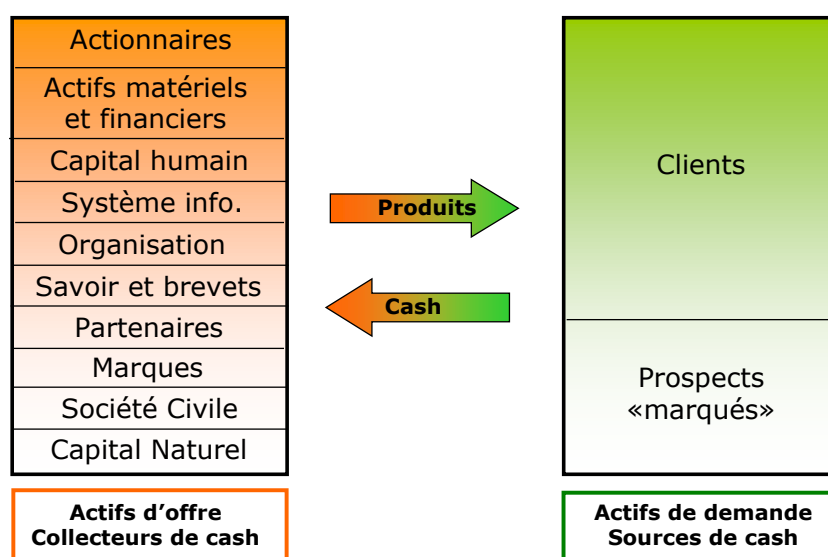 Actionnaires
Actifs matériels
et financiers
Capital humain
Système info.
Organisation
Savoir et brevets
Partenaires
Marques
Société Civile
Capital Naturel
Actifs d’offre
Collecteurs de cash
Produits
Cash
Clients
Prospects
«marqués»
Actifs de demande
Sources de cash